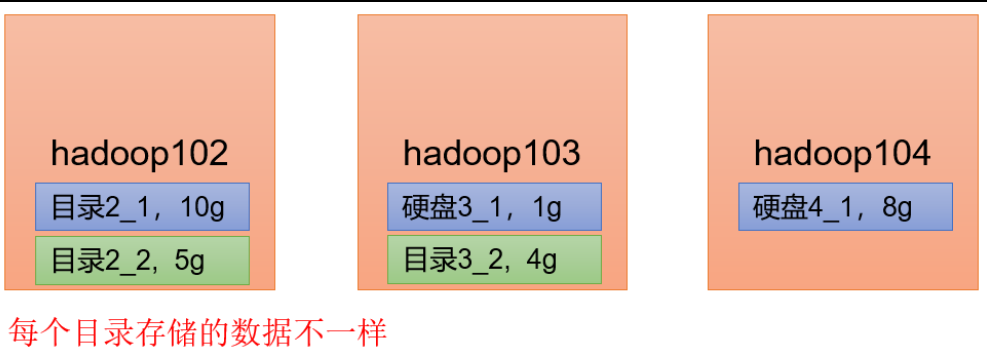 hadoop102
目录2_1，10g
目录2_2，5g
hadoop103
硬盘3_1，1g
目录3_2，4g
hadoop104
硬盘4_1，8g
每个目录存储的数据不一样